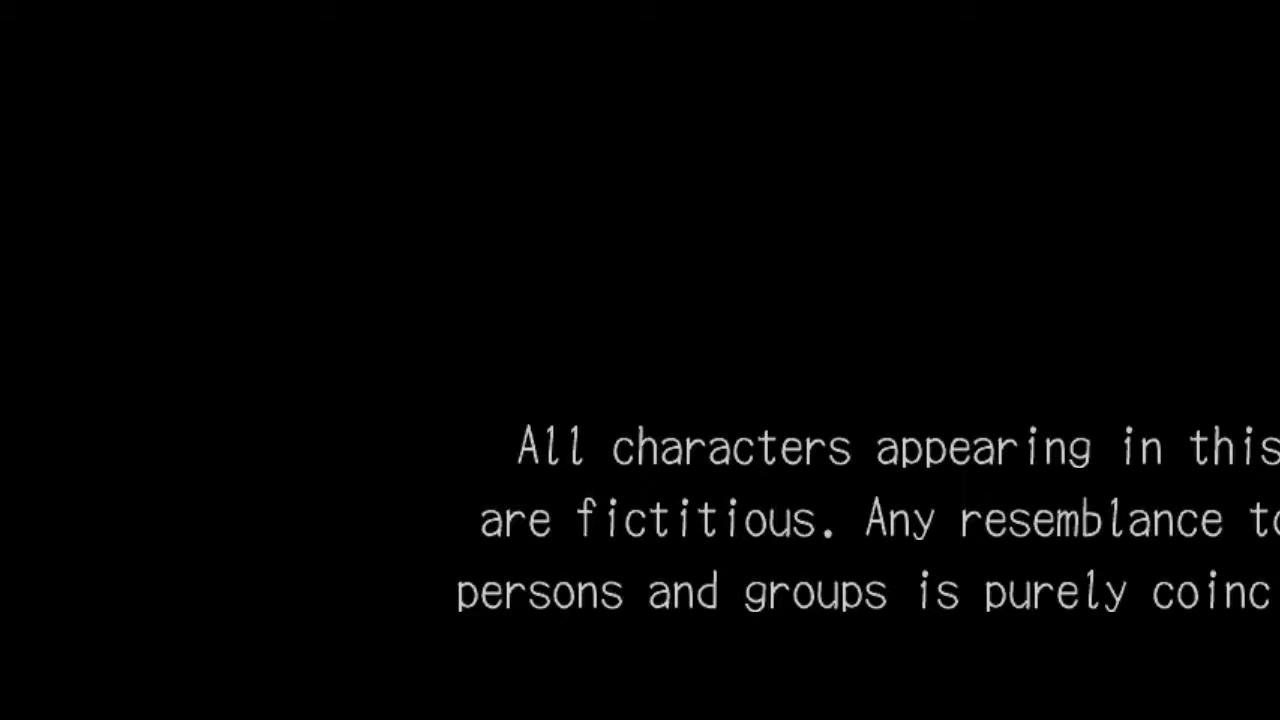 All characters appearing in this
are fictitious. Any resemblance to
persons and groups is purely coinc